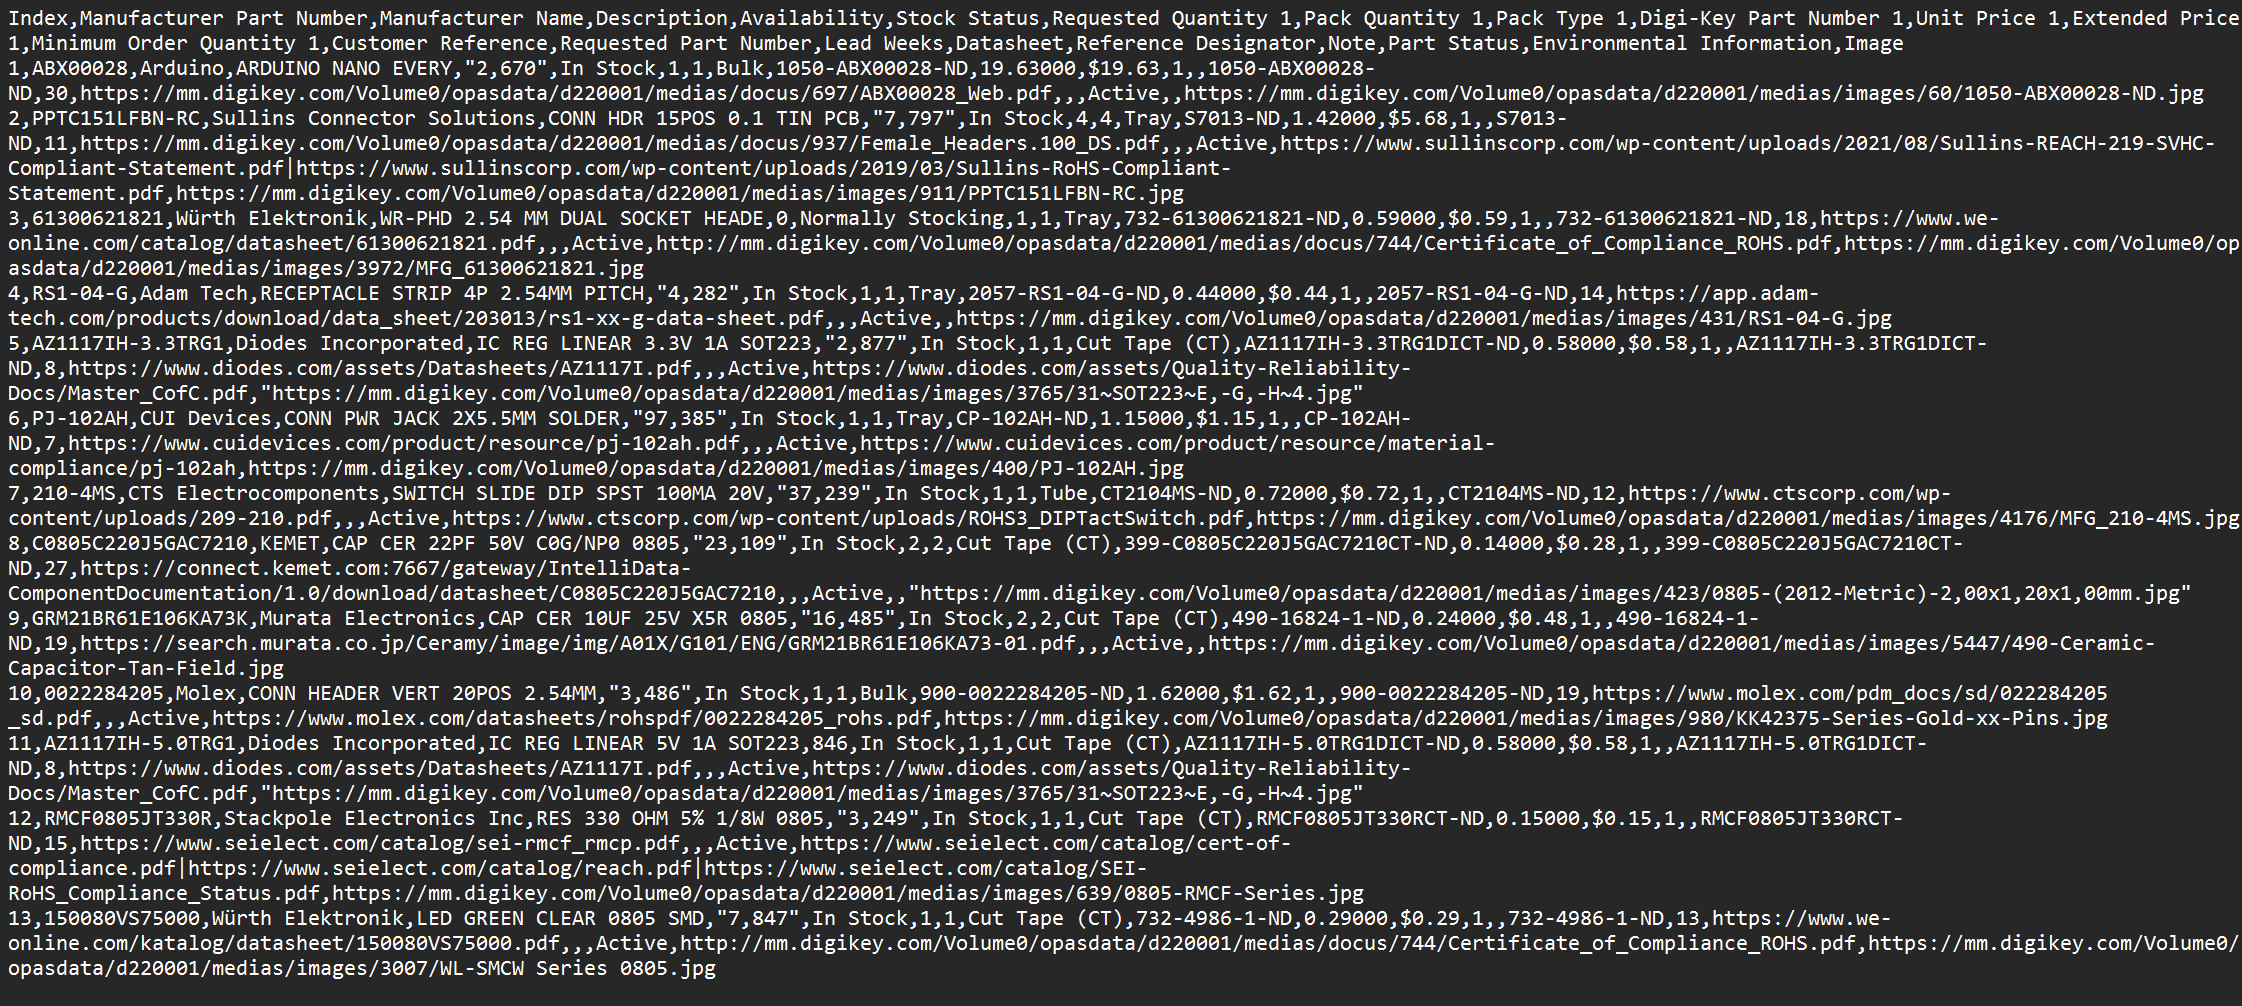 Index,Manufacturer Part Number,Manufacturer Name,Description,Availability,Stock Status,Requested Quantity 1,Pack Quantity 1,Pack Type 1,Digi-Key Part Number 1,Unit Price 1,Extended Price
1,Minimum Order Quantity 1,Customer Reference,Requested Part Number,Lead Weeks,Datasheet,Reference Designator,Note,Part Status,Environmental Information,Image
1,ABX00028,Arduino,ARDUINO NANO EVERY,"2,670",In Stock,1,1,Bulk,1050-ABX00028-ND,19.63000,$19.63,1,,1050-ABX00028-
ND,30,https://mm.digikey.com/Volume0/opasdata/d220001/medias/docus/697/ABX00028_Web.pdf,,,Active,,https://mm.digikey.com/Volume0/opasdata/d220001/medias/images/60/1050-ABX00028-ND.jpg
2,PPTC151LFBN-RC,Sullins Connector Solutions,CONN HDR 15POS 0.1 TIN PCB,"7,797",In Stock,4,4,Tray,S7013-ND,1.42000,$5.68,1,,S7013-
ND,11,https://mm.digikey.com/Volume0/opasdata/d220001/medias/docus/937/Female_Headers.100_DS.pdf,,,Active,https://www.sullinscorp.com/wp-content/uploads/2021/08/Sullins-REACH-219-SVHC-
Compliant-Statement.pdf|https://www.sullinscorp.com/wp-content/uploads/2019/03/Sullins-RoHS-Compliant-
Statement.pdf,https://mm.digikey.com/Volume0/opasdata/d220001/medias/images/911/PPTC151LFBN-RC.jpg
3,61300621821,Würth Elektronik,WR-PHD 2.54 MM DUAL SOCKET HEADE,0,Normally Stocking,1,1,Tray,732-61300621821-ND,0.59000,$0.59,1,,732-61300621821-ND,18,https://www.we-
online.com/catalog/datasheet/61300621821.pdf,,,Active,http://mm.digikey.com/Volume0/opasdata/d220001/medias/docus/744/Certificate_of_Compliance_ROHS.pdf,https://mm.digikey.com/Volume0/op
asdata/d220001/medias/images/3972/MFG_61300621821.jpg
4,RS1-04-G,Adam Tech,RECEPTACLE STRIP 4P 2.54MM PITCH,"4,282",In Stock,1,1,Tray,2057-RS1-04-G-ND,0.44000,$0.44,1,,2057-RS1-04-G-ND,14,https://app.adam-
tech.com/products/download/data_sheet/203013/rs1-xx-g-data-sheet.pdf,,,Active,,https://mm.digikey.com/Volume0/opasdata/d220001/medias/images/431/RS1-04-G.jpg
5,AZ1117IH-3.3TRG1,Diodes Incorporated,IC REG LINEAR 3.3V 1A SOT223,"2,877",In Stock,1,1,Cut Tape (CT),AZ1117IH-3.3TRG1DICT-ND,0.58000,$0.58,1,,AZ1117IH-3.3TRG1DICT-
ND,8,https://www.diodes.com/assets/Datasheets/AZ1117I.pdf,,,Active,https://www.diodes.com/assets/Quality-Reliability-
Docs/Master_CofC.pdf,"https://mm.digikey.com/Volume0/opasdata/d220001/medias/images/3765/31~SOT223~E,-G,-H~4.jpg"
6,PJ-102AH,CUI Devices,CONN PWR JACK 2X5.5MM SOLDER,"97,385",In Stock,1,1,Tray,CP-102AH-ND,1.15000,$1.15,1,,CP-102AH-
ND,7,https://www.cuidevices.com/product/resource/pj-102ah.pdf,,,Active,https://www.cuidevices.com/product/resource/material-
compliance/pj-102ah,https://mm.digikey.com/Volume0/opasdata/d220001/medias/images/400/PJ-102AH.jpg
7,210-4MS,CTS Electrocomponents,SWITCH SLIDE DIP SPST 100MA 20V,"37,239",In Stock,1,1,Tube,CT2104MS-ND,0.72000,$0.72,1,,CT2104MS-ND,12,https://www.ctscorp.com/wp-
content/uploads/209-210.pdf,,,Active,https://www.ctscorp.com/wp-content/uploads/ROHS3_DIPTactSwitch.pdf,https://mm.digikey.com/Volume0/opasdata/d220001/medias/images/4176/MFG_210-4MS.jpg
8,C0805C220J5GAC7210,KEMET,CAP CER 22PF 50V C0G/NP0 0805,"23,109",In Stock,2,2,Cut Tape (CT),399-C0805C220J5GAC7210CT-ND,0.14000,$0.28,1,,399-C0805C220J5GAC7210CT-
ND,27,https://connect.kemet.com:7667/gateway/IntelliData-
ComponentDocumentation/1.0/download/datasheet/C0805C220J5GAC7210,,,Active,,"https://mm.digikey.com/Volume0/opasdata/d220001/medias/images/423/0805-(2012-Metric)-2,00x1,20x1,00mm.jpg"
9,GRM21BR61E106KA73K,Murata Electronics,CAP CER 10UF 25V X5R 0805,"16,485",In Stock,2,2,Cut Tape (CT),490-16824-1-ND,0.24000,$0.48,1,,490-16824-1-
ND,19,https://search.murata.co.jp/Ceramy/image/img/A01X/G101/ENG/GRM21BR61E106KA73-01.pdf,,,Active,,https://mm.digikey.com/Volume0/opasdata/d220001/medias/images/5447/490-Ceramic-
Capacitor-Tan-Field.jpg
10,0022284205,Molex,CONN HEADER VERT 20POS 2.54MM,"3,486",In Stock,1,1,Bulk,900-0022284205-ND,1.62000,$1.62,1,,900-0022284205-ND,19,https://www.molex.com/pdm_docs/sd/022284205
_sd.pdf,,,Active,https://www.molex.com/datasheets/rohspdf/0022284205_rohs.pdf,https://mm.digikey.com/Volume0/opasdata/d220001/medias/images/980/KK42375-Series-Gold-xx-Pins.jpg
11,AZ1117IH-5.0TRG1,Diodes Incorporated,IC REG LINEAR 5V 1A SOT223,846,In Stock,1,1,Cut Tape (CT),AZ1117IH-5.0TRG1DICT-ND,0.58000,$0.58,1,,AZ1117IH-5.0TRG1DICT-
ND,8,https://www.diodes.com/assets/Datasheets/AZ1117I.pdf,,,Active,https://www.diodes.com/assets/Quality-Reliability-
Docs/Master_CofC.pdf,"https://mm.digikey.com/Volume0/opasdata/d220001/medias/images/3765/31~SOT223~E,-G,-H~4.jpg"
12,RMCF0805JT330R,Stackpole Electronics Inc,RES 330 OHM 5% 1/8W 0805,"3,249",In Stock,1,1,Cut Tape (CT),RMCF0805JT330RCT-ND,0.15000,$0.15,1,,RMCF0805JT330RCT-
ND,15,https://www.seielect.com/catalog/sei-rmcf_rmcp.pdf,,,Active,https://www.seielect.com/catalog/cert-of-
compliance.pdf|https://www.seielect.com/catalog/reach.pdf|https://www.seielect.com/catalog/SEI-
RoHS_Compliance_Status.pdf,https://mm.digikey.com/Volume0/opasdata/d220001/medias/images/639/0805-RMCF-Series.jpg
13,150080VS75000,Würth Elektronik,LED GREEN CLEAR 0805 SMD,"7,847",In Stock,1,1,Cut Tape (CT),732-4986-1-ND,0.29000,$0.29,1,,732-4986-1-ND,13,https://www.we-
online.com/katalog/datasheet/150080VS75000.pdf,,,Active,http://mm.digikey.com/Volume0/opasdata/d220001/medias/docus/744/Certificate_of_Compliance_ROHS.pdf,https://mm.digikey.com/Volume0/
opasdata/d220001/medias/images/3007/WL-SMCW Series 0805.jpg